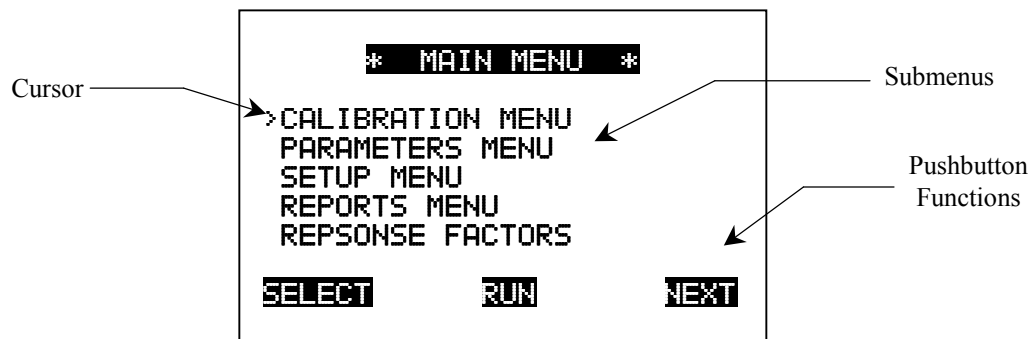 * MAIN MENU *
Cursor
Submenus
>CALIBRATION MENU
PARAMETERS MENU
SETUP MENU
REPORTS MENU
REPSONSE FACTORS
Pushbutton
Functions
SELECT RUN NEXT